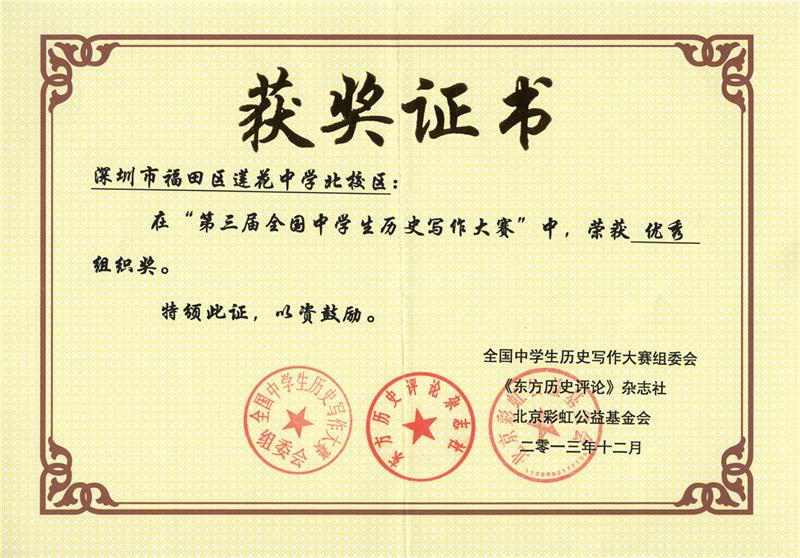 获奖证书
深圳市福田区莲花中学北校区：
在“第三届全国中学生历史写作大赛”中，荣获 优秀
组织奖。
特颁此证，以资鼓励。
全国中学生历史写作大赛组委会
《东方历史评论》杂志社
北京彩虹公益基金会
二零一三年十二月
全国中学生历史写作大赛
组委会
东方历史评论杂志社
北京彩虹公益基金会